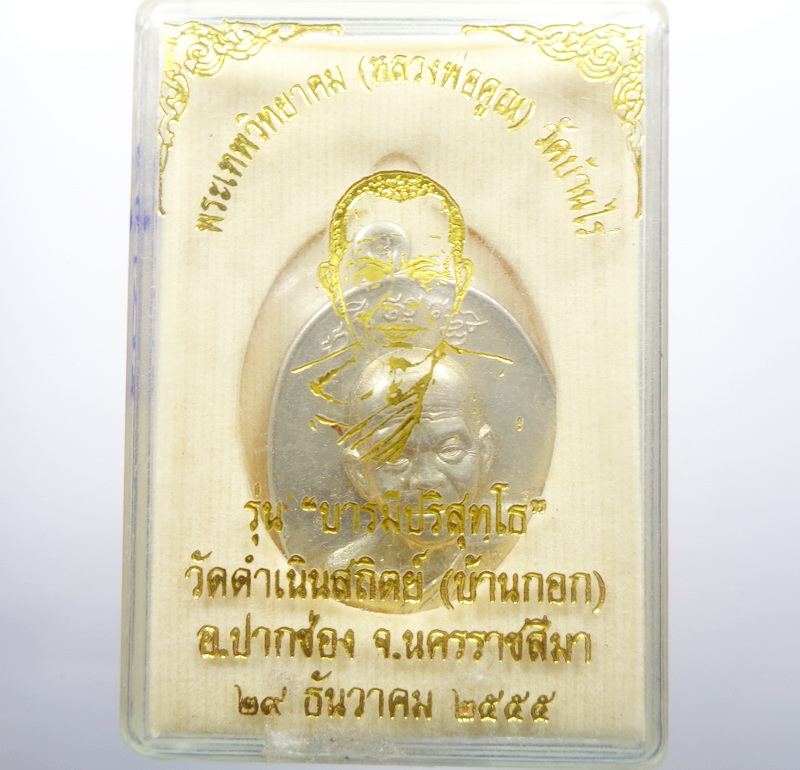 พระเทพวิทยาคม (หลวงพ่อคูณ) วัดบ้านไร่
รุ่น "บารมีปริสุทฺโธ"
วัดดำเนินสถิตย์ (บ้านกอก)
อ.ปากช่อง จ.นครราชสีมา
๒๙ ธันวาคม ๒๕๕๕